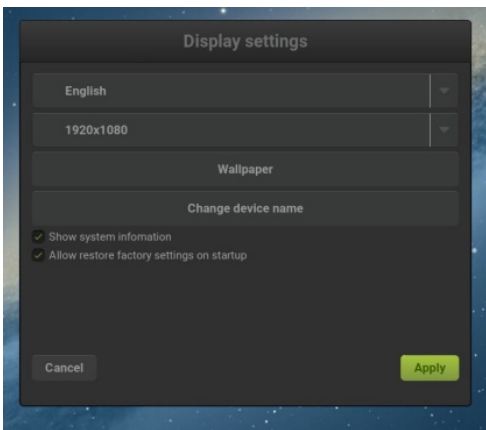 Display settings
English
1920x1080
Wallpaper
Change device name
Show system infomation
Allow restore factory settings on startup
Cancel
Apply